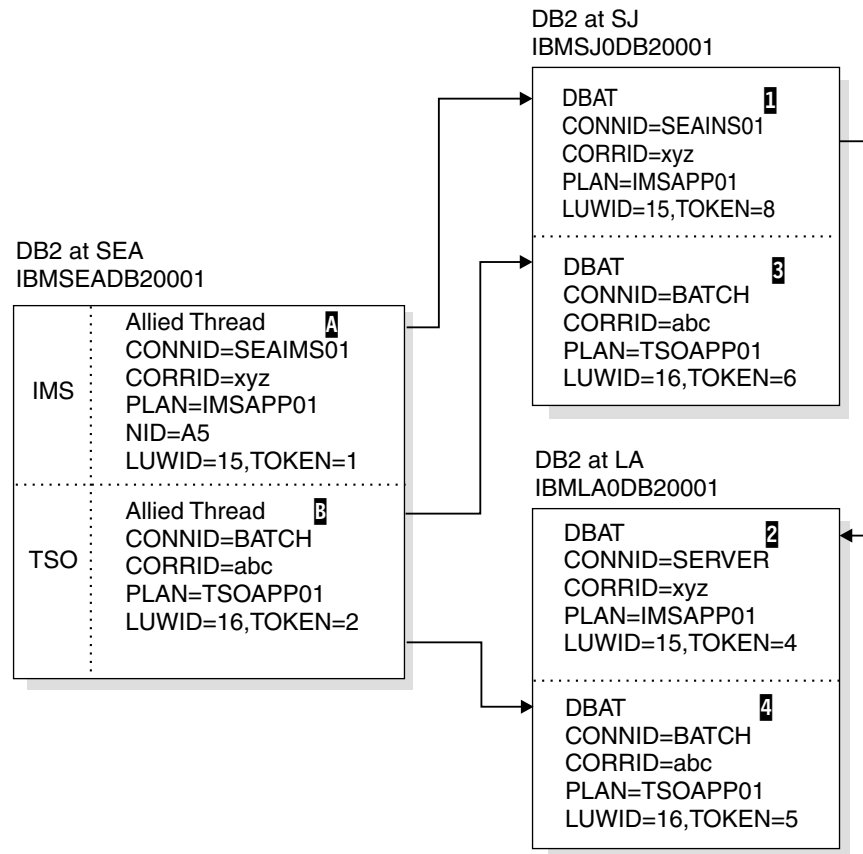 DB2 at SJ
IBMSJ0DB20001
DBAT 1
CONNID=SEAINS01
CORRID=xyz
PLAN=IMSAPP01
LUWID=15,TOKEN=8
DBAT 3
CONNID=BATCH
CORRID=abc
PLAN=TSOAPP01
LUWID=16,TOKEN=6
DB2 at SEA
IBMSEADB20001
IMS
Allied Thread A
CONNID=SEAIMS01
CORRID=xyz
PLAN=IMSAPP01
NID=A5
LUWID=15,TOKEN=1
TSO
Allied Thread B
CONNID=BATCH
CORRID=abc
PLAN=TSOAPP01
LUWID=16,TOKEN=2
DB2 at LA
IBMLA0DB20001
DBAT 2
CONNID=SERVER
CORRID=xyz
PLAN=IMSAPP01
LUWID=15,TOKEN=4
DBAT 4
CONNID=BATCH
CORRID=abc
PLAN=TSOAPP01
LUWID=16,TOKEN=5